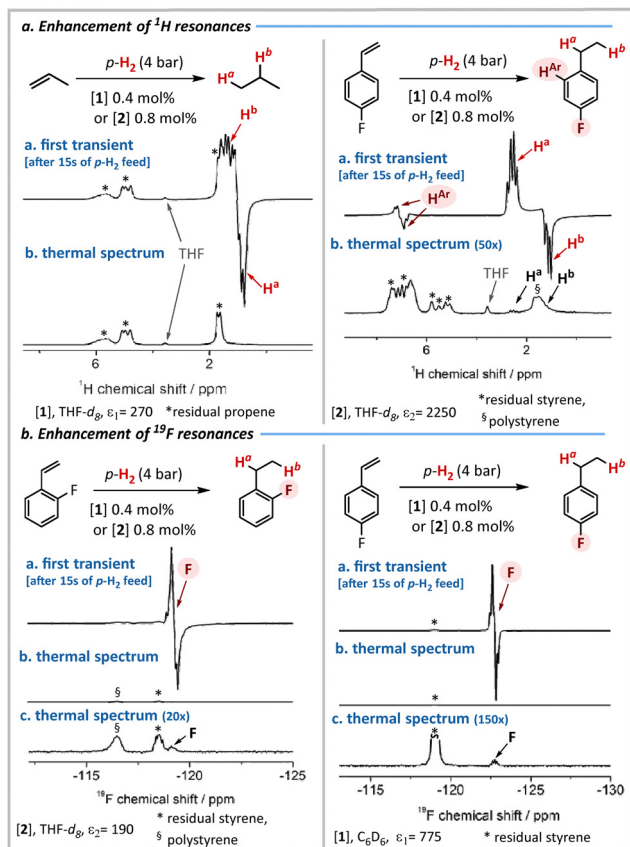 a. Enhancement of ¹H resonances
p-H₂ (4 bar)
[1] 0.4 mol%
or [2] 0.8 mol%
Hᵃ
Hᵇ
a. first transient
[after 15s of p-H₂ feed]
*
*
*
Hᵇ
b. thermal spectrum
THF
Hᵃ
*
*
*
6
2
¹H chemical shift / ppm
[1], THF-d₈, ε₁= 270 *residual propene
F
p-H₂ (4 bar)
[1] 0.4 mol%
or [2] 0.8 mol%
Hᵃ
Hᵇ
Hᴬʳ
F
a. first transient
[after 15s of p-H₂ feed]
Hᴬʳ
Hᵃ
b. thermal spectrum (50x)
Hᵇ
THF
Hᵃ
§
Hᵇ
*
*
*
*
*
*
6
2
¹H chemical shift / ppm
[2], THF-d₈, ε₂= 2250
*residual styrene,
§ polystyrene
b. Enhancement of ¹⁹F resonances
F
p-H₂ (4 bar)
[1] 0.4 mol%
or [2] 0.8 mol%
Hᵃ
Hᵇ
F
a. first transient
[after 15s of p-H₂ feed]
F
b. thermal spectrum
§
*
c. thermal spectrum (20x)
§
*
F
-115
-120
-125
¹⁹F chemical shift / ppm
[2], THF-d₈, ε₂= 190
* residual styrene,
§ polystyrene
F
p-H₂ (4 bar)
[1] 0.4 mol%
or [2] 0.8 mol%
Hᵃ
Hᵇ
F
a. first transient
[after 15s of p-H₂ feed]
F
*
b. thermal spectrum
*
c. thermal spectrum (150x)
*
F
-115
-120
-125
-130
¹⁹F chemical shift / ppm
[1], C₆D₆, ε₁= 775 * residual styrene